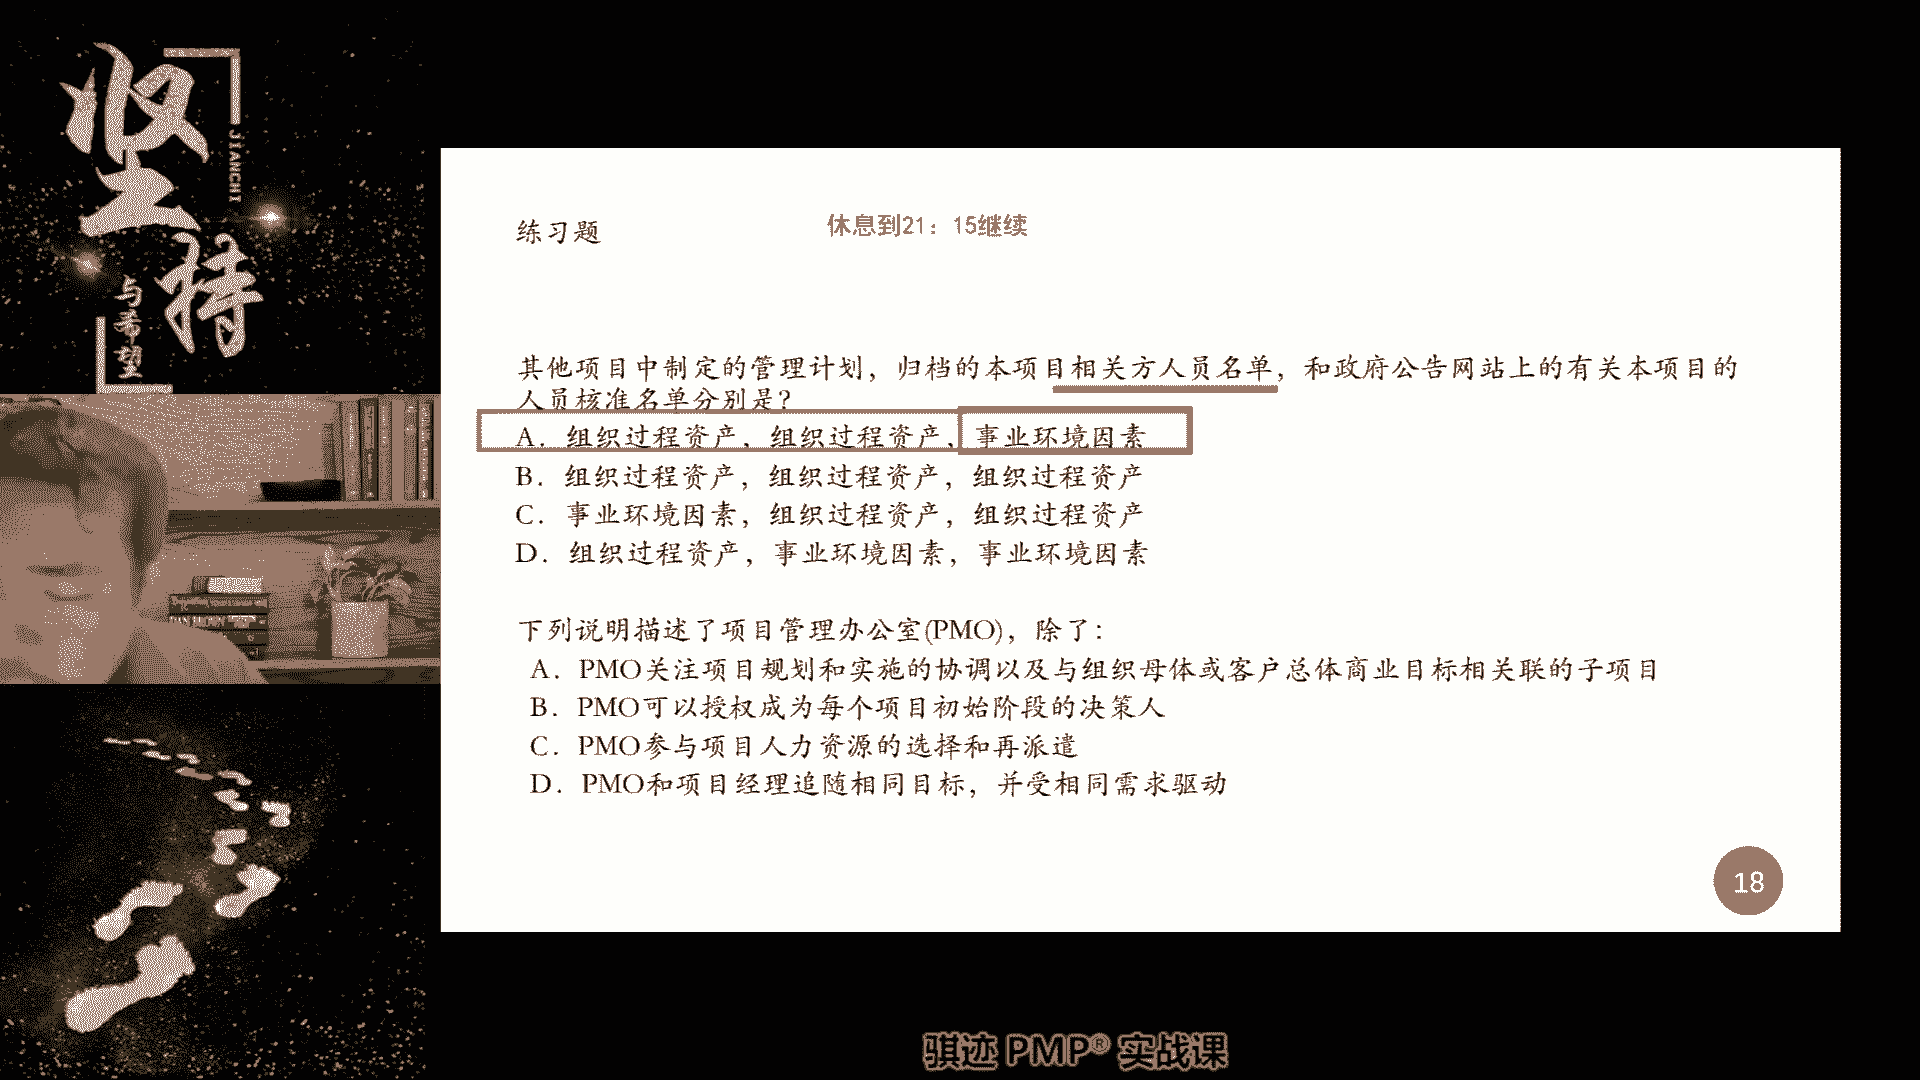 坚持
JIANCHI
与希望
练习题
休息到21：15继续
其他项目中制定的管理计划，归档的本项目相关方人员名单，和政府公告网站上的有关本项目的
人员核准名单分别是？
A．组织过程资产，组织过程资产，事业环境因素
B．组织过程资产，组织过程资产，组织过程资产
C．事业环境因素，组织过程资产，组织过程资产
D．组织过程资产，事业环境因素，事业环境因素
下列说明描述了项目管理办公室(PMO)，除了：
A．PMO关注项目规划和实施的协调以及与组织母体或客户总体商业目标相关联的子项目
B．PMO可以授权成为每个项目初始阶段的决策人
C．PMO参与项目人力资源的选择和再派遣
D．PMO和项目经理追随相同目标，并受相同需求驱动
18
骐迹 PMP® 实战课